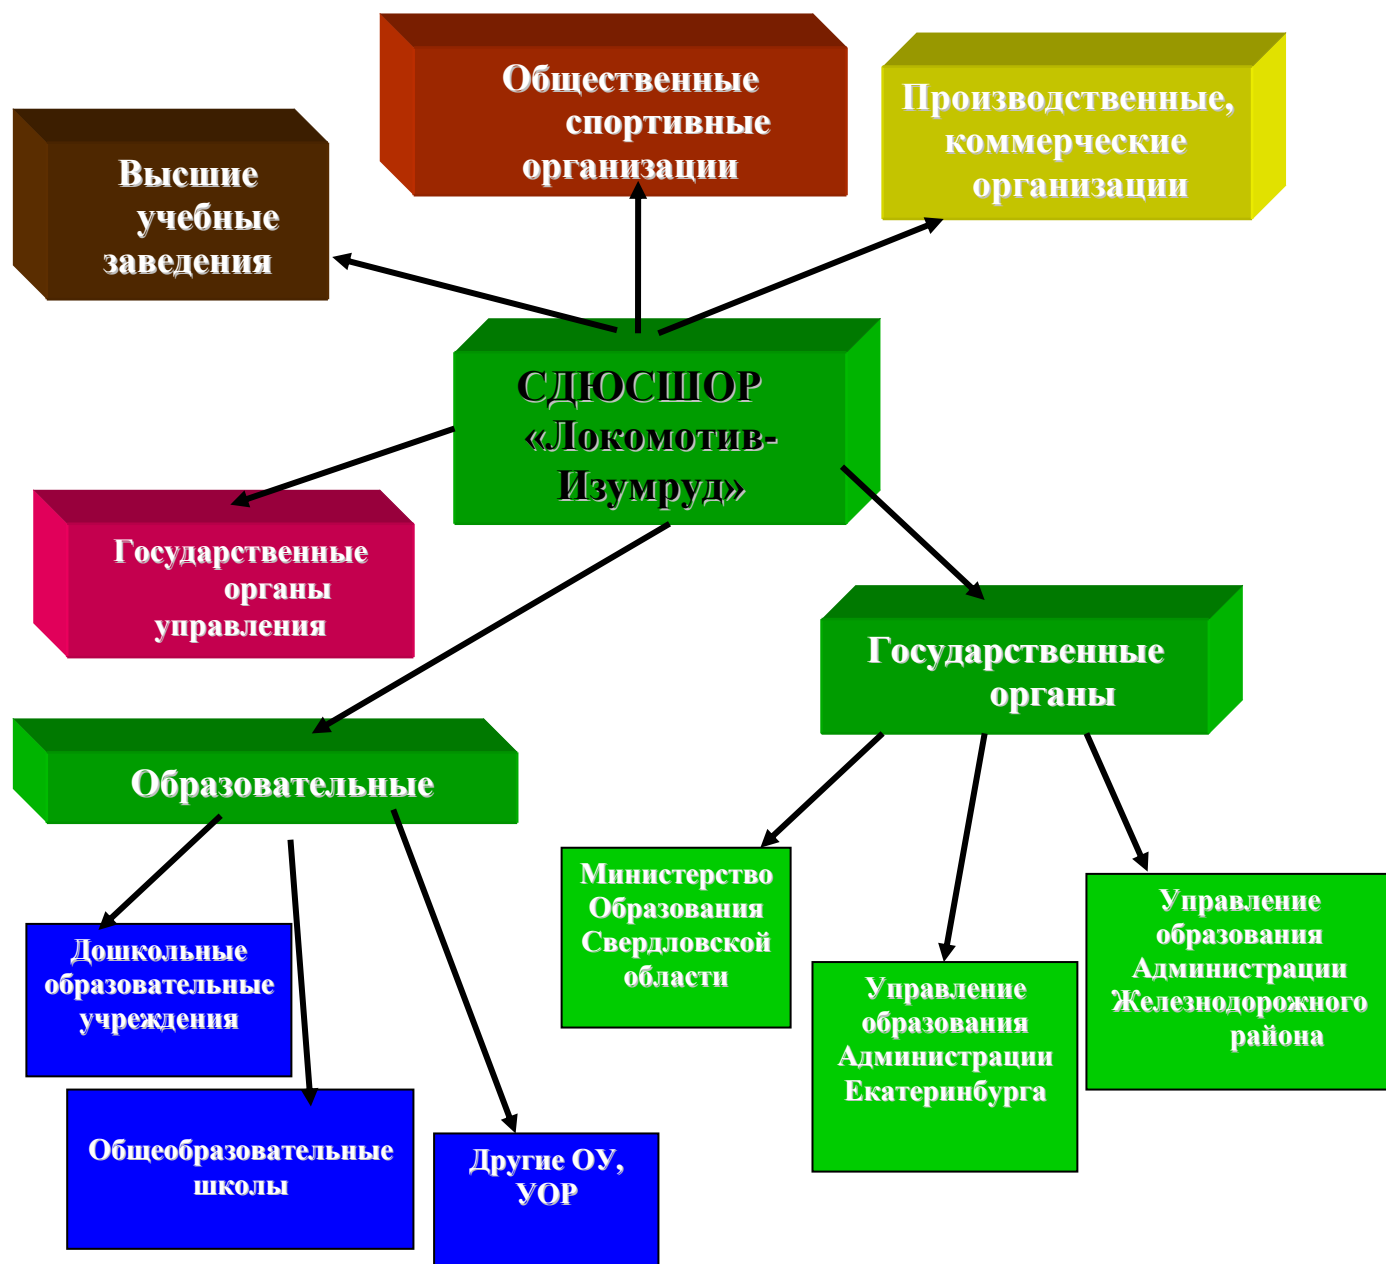 Общественные
спортивные
организации
Производственные,
коммерческие
организации
Высшие
учебные
заведения
СДЮСШОР
«Локомотив-
Изумруд»
Государственные
органы
управления
Государственные
органы
Образовательные
Министерство
Образования
Свердловской
области
Управление
образования
Администрации
Железнодорожного
района
Дошкольные
образовательные
учреждения
Управление
образования
Администрации
Екатеринбурга
Общеобразовательные
школы
Другие ОУ,
УОР